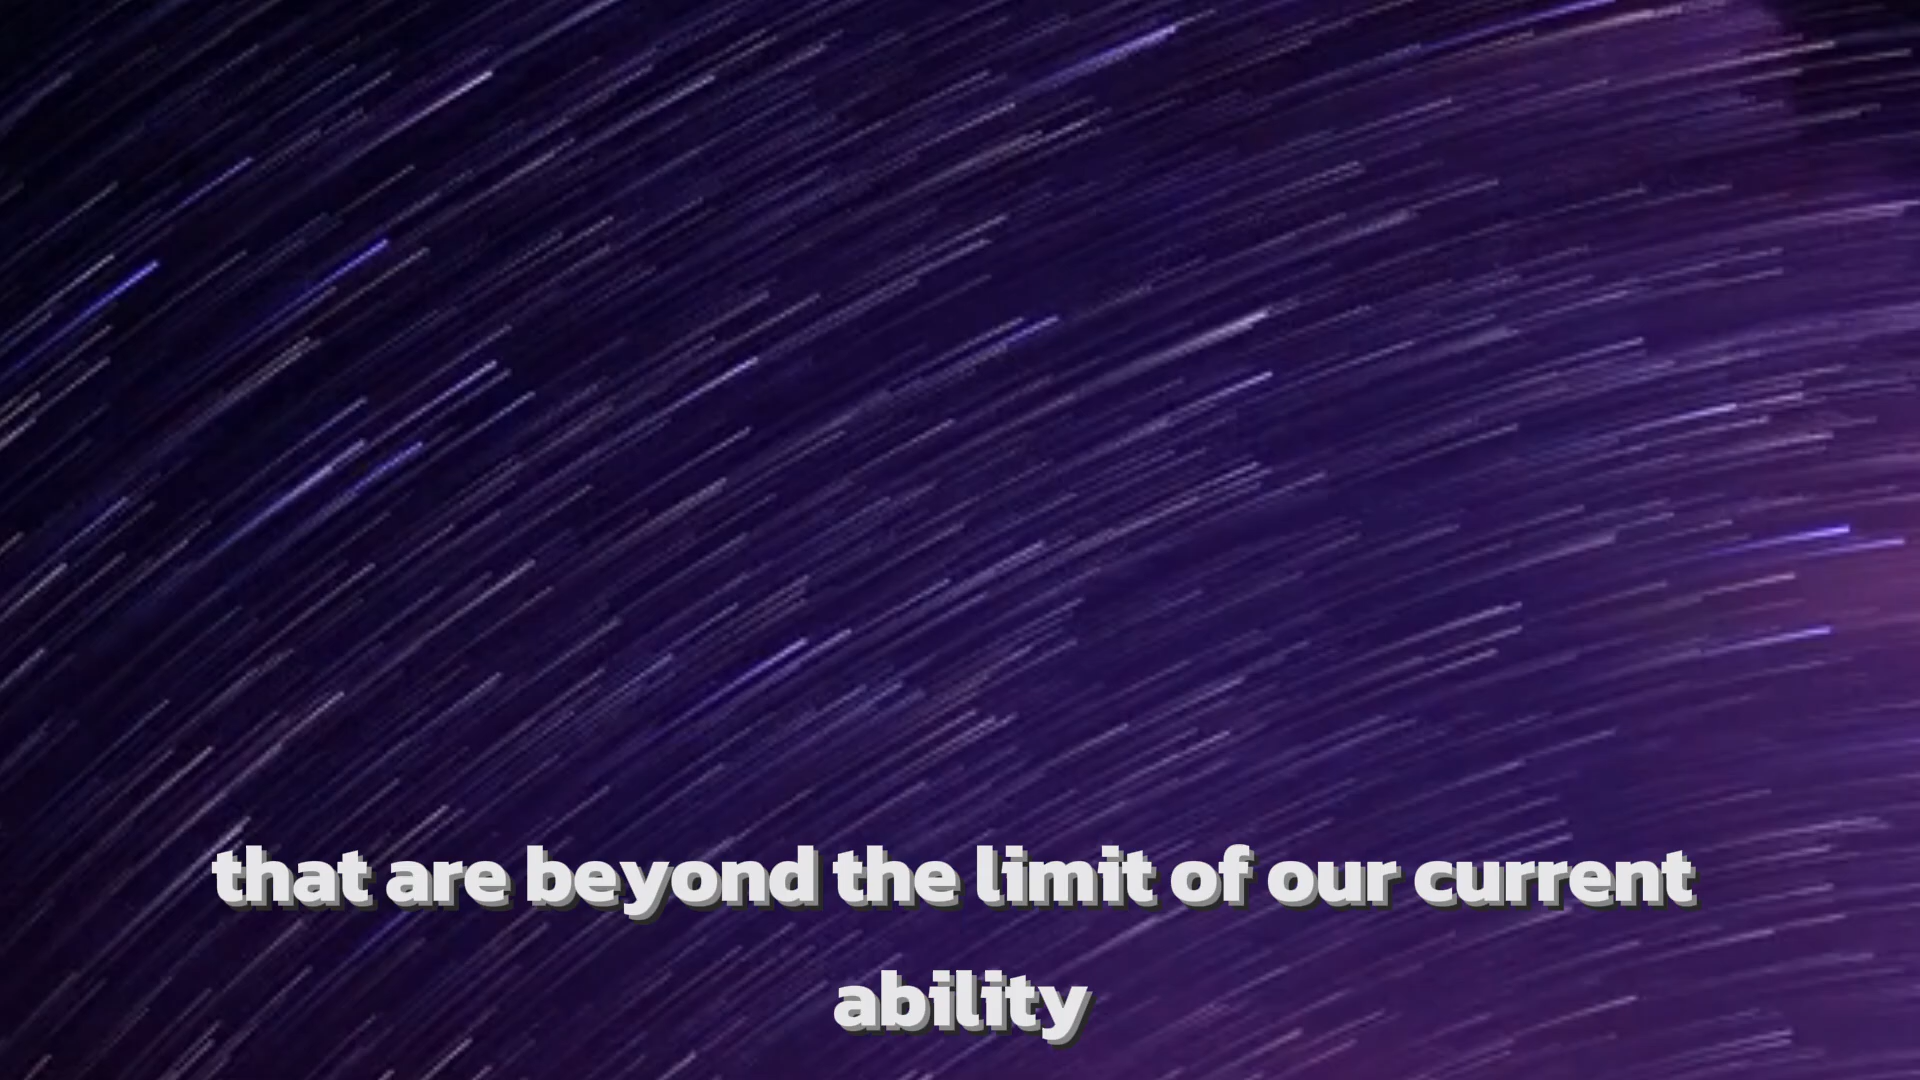 that are beyond the limit of our current
ability